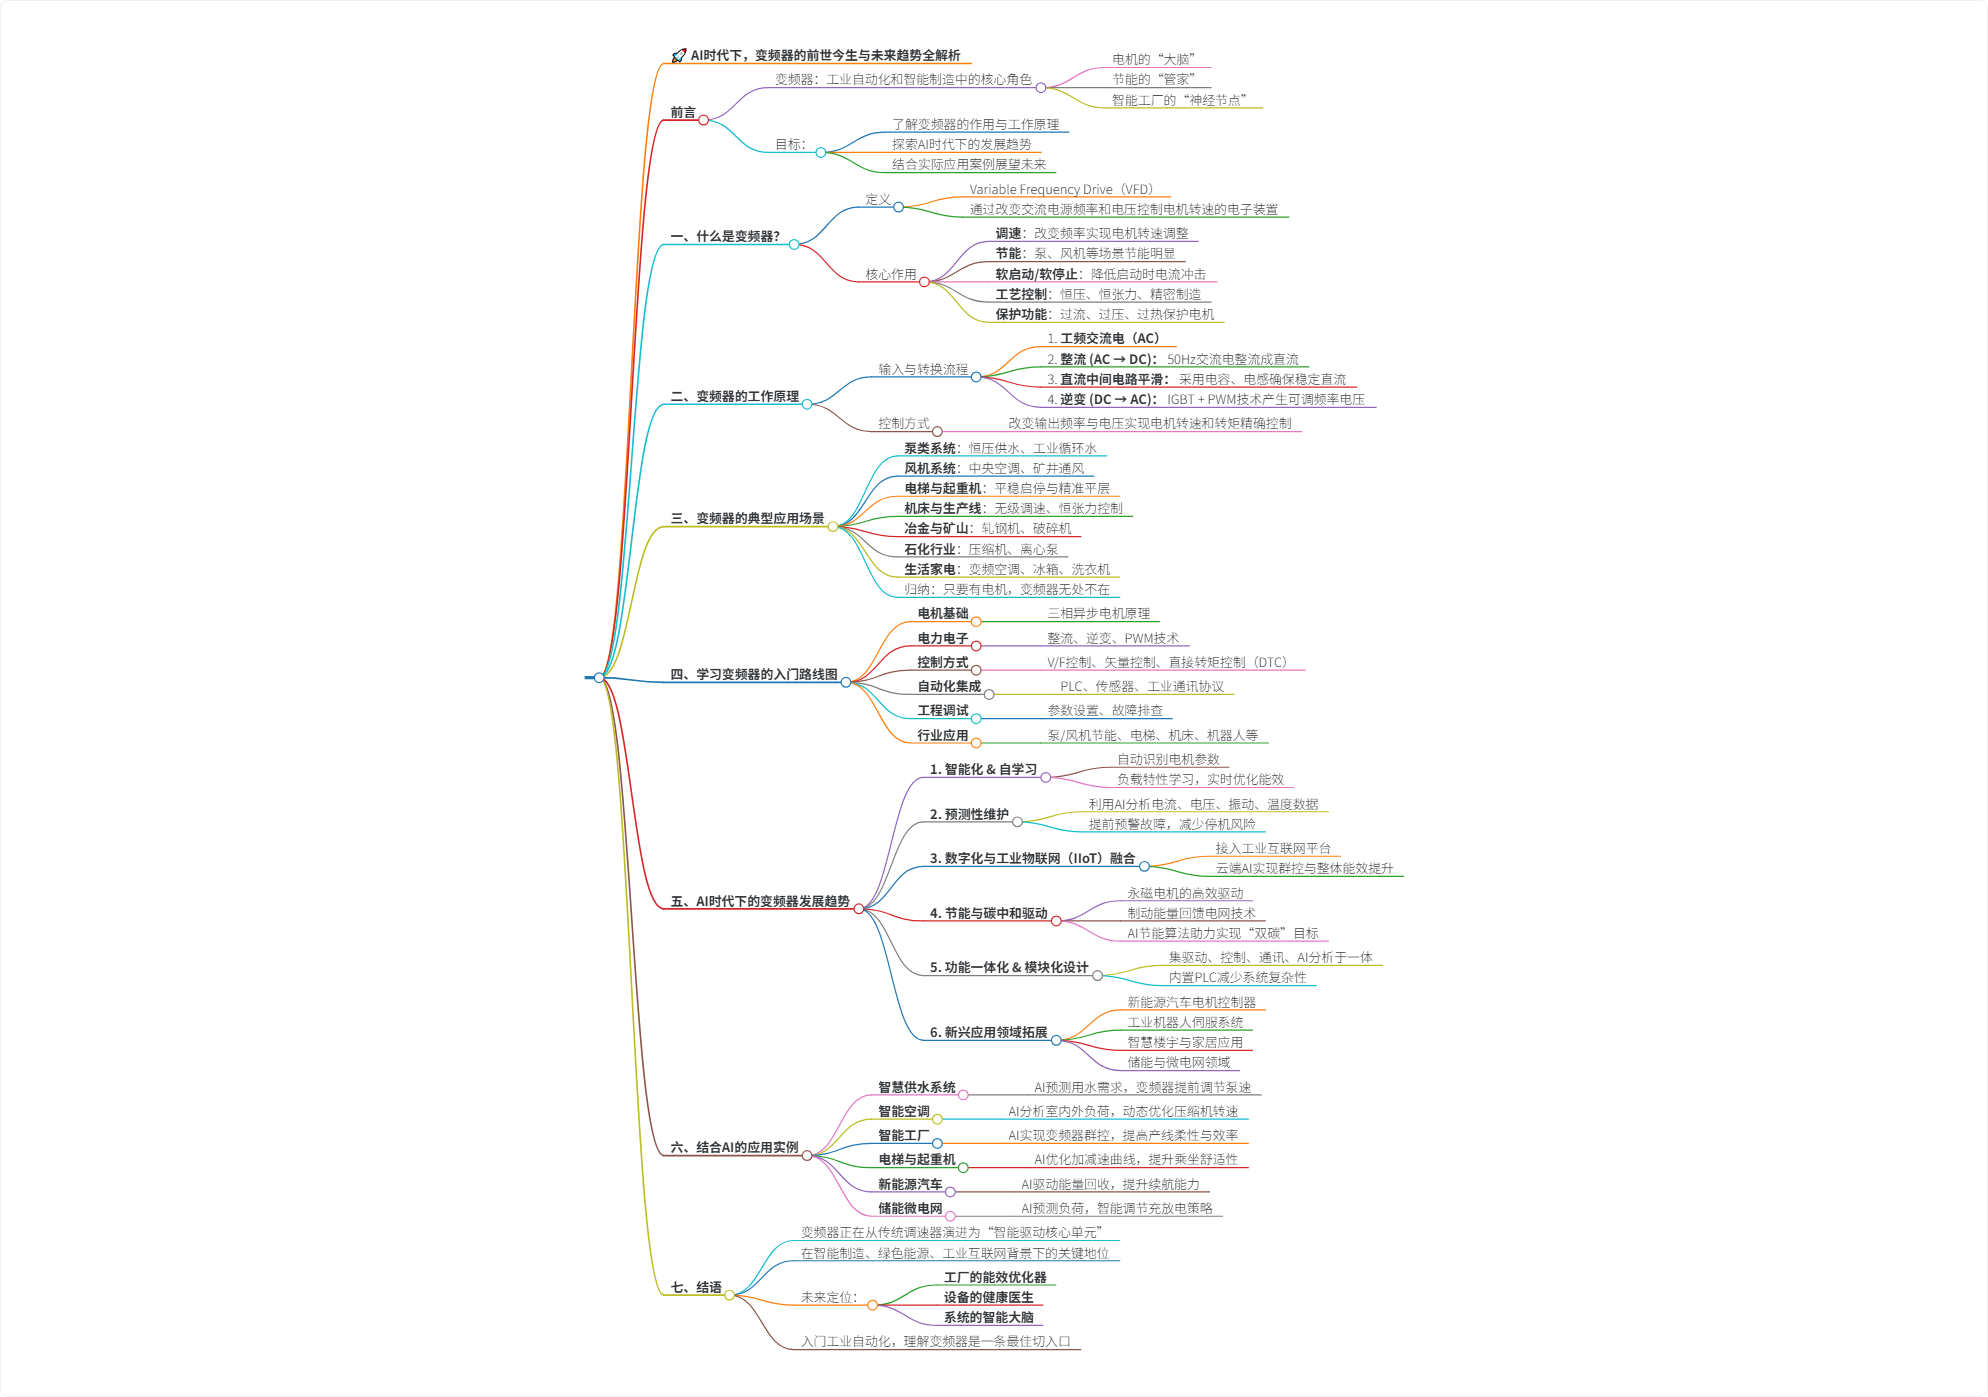 🚀 AI时代下，变频器的前世今生与未来趋势全解析
前言
变频器：工业自动化和智能制造中的核心角色
电机的“大脑”
节能的“管家”
智能工厂的“神经节点”
目标：
了解变频器的作用与工作原理
探索AI时代下的发展趋势
结合实际应用案例展望未来
一、什么是变频器？
定义
Variable Frequency Drive（VFD）
通过改变交流电源频率和电压控制电机转速的电子装置
核心作用
调速：改变频率实现电机转速调整
节能：泵、风机等场景节能明显
软启动/软停止：降低启动时电流冲击
工艺控制：恒压、恒张力、精密制造
保护功能：过流、过压、过热保护电机
二、变频器的工作原理
输入与转换流程
1. 工频交流电（AC）
2. 整流 (AC → DC)： 50Hz交流电整流成直流
3. 直流中间电路平滑： 采用电容、电感确保稳定直流
4. 逆变 (DC → AC)： IGBT + PWM技术产生可调频率电压
控制方式
改变输出频率与电压实现电机转速和转矩精确控制
三、变频器的典型应用场景
泵类系统：恒压供水、工业循环水
风机系统：中央空调、矿井通风
电梯与起重机：平稳启停与精准平层
机床与生产线：无级调速、恒张力控制
冶金与矿山：轧钢机、破碎机
石化行业：压缩机、离心泵
生活家电：变频空调、冰箱、洗衣机
归纳：只要有电机，变频器无处不在
四、学习变频器的入门路线图
电机基础
三相异步电机原理
电力电子
整流、逆变、PWM技术
控制方式
V/F控制、矢量控制、直接转矩控制（DTC）
自动化集成
PLC、传感器、工业通讯协议
工程调试
参数设置、故障排查
行业应用
泵/风机节能、电梯、机床、机器人等
五、AI时代下的变频器发展趋势
1. 智能化 & 自学习
自动识别电机参数
负载特性学习，实时优化能效
2. 预测性维护
利用AI分析电流、电压、振动、温度数据
提前预警故障，减少停机风险
3. 数字化与工业物联网（IIoT）融合
接入工业互联网平台
云端AI实现群控与整体能效提升
4. 节能与碳中和驱动
永磁电机的高效驱动
制动能量回馈电网技术
AI节能算法助力实现“双碳”目标
5. 功能一体化 & 模块化设计
集驱动、控制、通讯、AI分析于一体
内置PLC减少系统复杂性
6. 新兴应用领域拓展
新能源汽车电机控制器
工业机器人伺服系统
智慧楼宇与家居应用
储能与微电网领域
六、结合AI的应用实例
智慧供水系统
AI预测用水需求，变频器提前调节泵速
智能空调
AI分析室内外负荷，动态优化压缩机转速
智能工厂
AI实现变频器群控，提高产线柔性与效率
电梯与起重机
AI优化加减速曲线，提升乘坐舒适性
新能源汽车
AI驱动能量回收，提升续航能力
储能微电网
AI预测负荷，智能调节充放电策略
七、结语
变频器正在从传统调速器演进为“智能驱动核心单元”
在智能制造、绿色能源、工业互联网背景下的关键地位
未来定位：
工厂的能效优化器
设备的健康医生
系统的智能大脑
入门工业自动化，理解变频器是一条最佳切入口